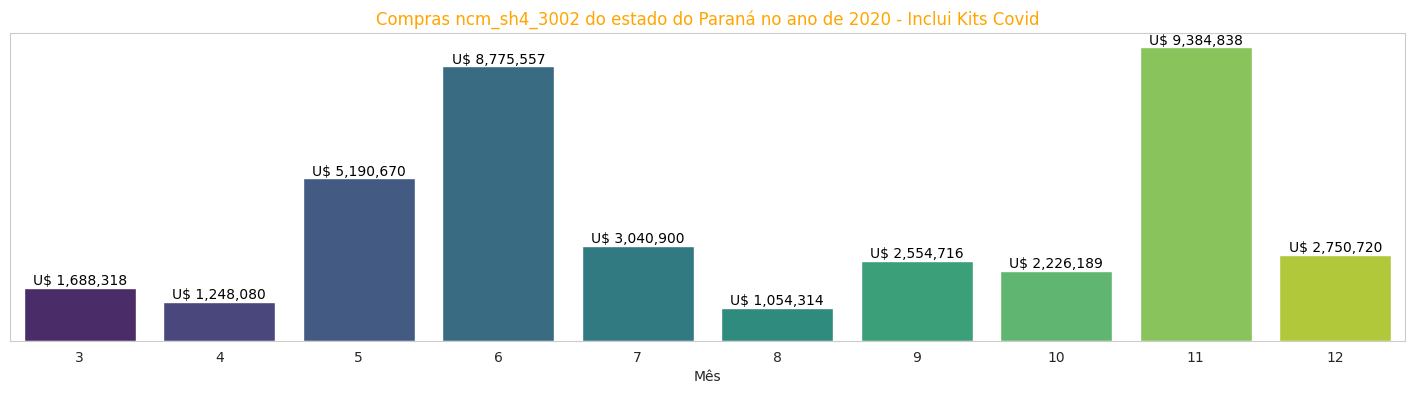 Compras ncm_sh4_3002 do estado do Paraná no ano de 2020 - Inclui Kits Covid
U$ 1,688,318
U$ 1,248,080
U$ 5,190,670
U$ 8,775,557
U$ 3,040,900
U$ 1,054,314
U$ 2,554,716
U$ 2,226,189
U$ 9,384,838
U$ 2,750,720
3 4 5 6 7 8 9 10 11 12
Mês